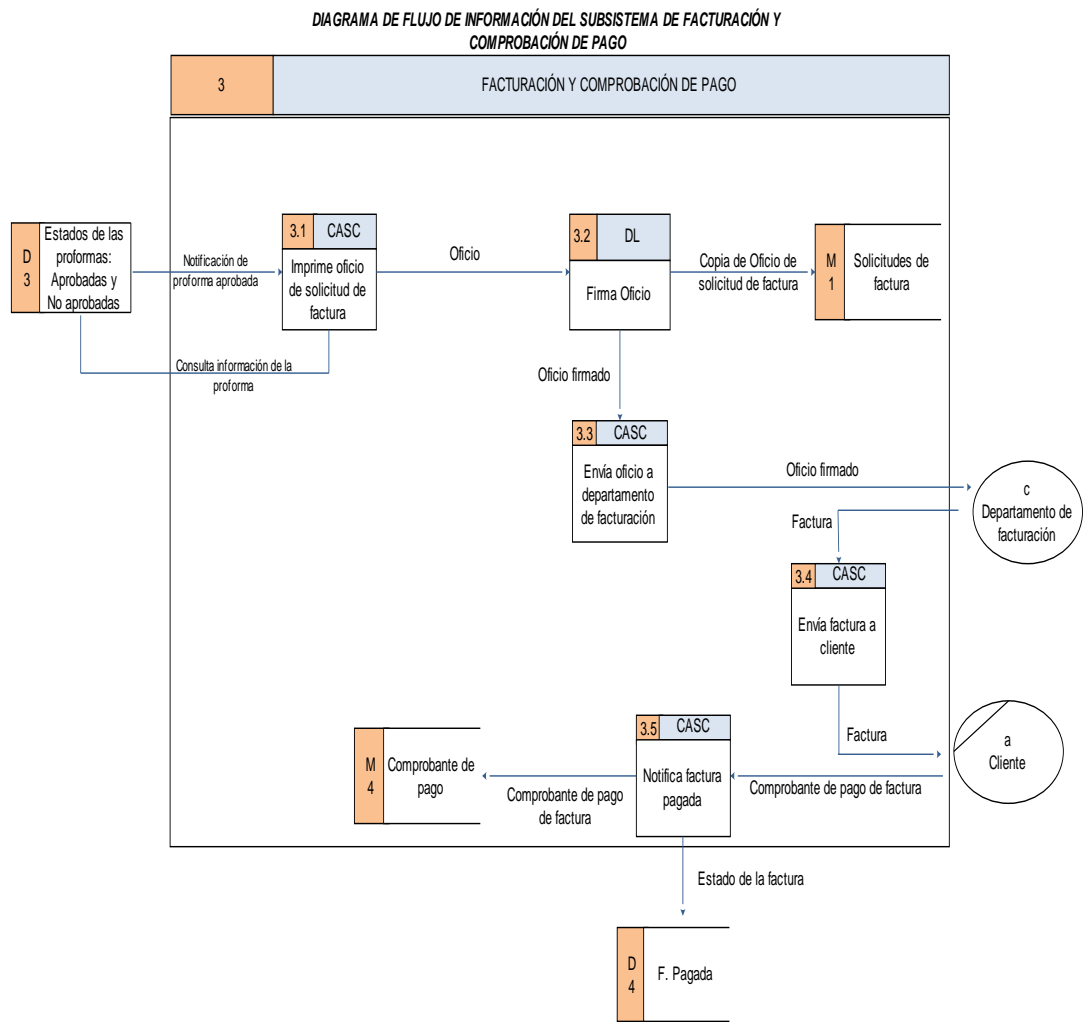 DIAGRAMA DE FLUJO DE INFORMACIÓN DEL SUBSISTEMA DE FACTURACIÓN Y
COMPROBACIÓN DE PAGO
3
FACTURACIÓN Y COMPROBACIÓN DE PAGO
D
3
Estados de las
proformas:
Aprobadas y
No aprobadas
Notificación de
proforma aprobada
3.1
CASC
Imprime oficio
de solicitud de
factura
Oficio
3.2
DL
Firma Oficio
Copia de Oficio de
solicitud de factura
M
1
Solicitudes de
factura
Consulta información de la
proforma
Oficio firmado
3.3
CASC
Envía oficio a
departamento
de facturación
Oficio firmado
c
Departamento de
facturación
Factura
3.4
CASC
Envía factura a
cliente
Factura
a
Cliente
3.5
CASC
Notifica factura
pagada
Comprobante de pago de factura
M
4
Comprobante de
pago
Comprobante de pago
de factura
Estado de la factura
D
4
F. Pagada